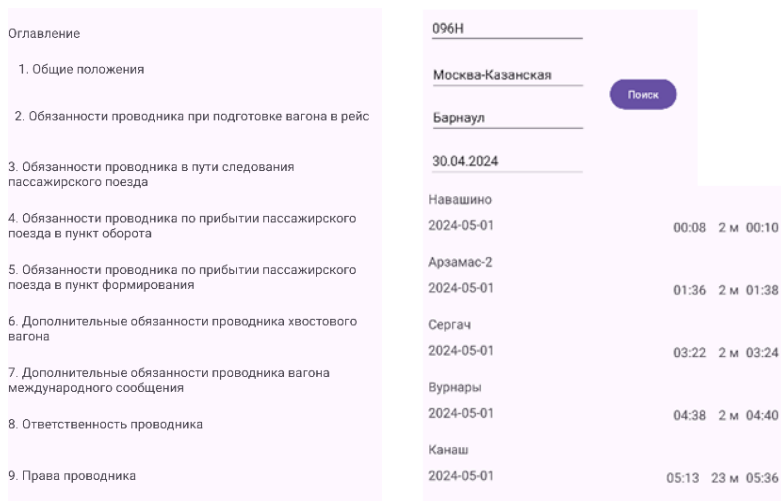 Оглавление
1. Общие положения
2. Обязанности проводника при подготовке вагона в рейс
3. Обязанности проводника в пути следования
пассажирского поезда
4. Обязанности проводника по прибытии пассажирского
поезда в пункт оборота
5. Обязанности проводника по прибытии пассажирского
поезда в пункт формирования
6. Дополнительные обязанности проводника хвостового
вагона
7. Дополнительные обязанности проводника вагона
международного сообщения
8. Ответственность проводника
9. Права проводника
096Н
Москва-Казанская
Поиск
Барнаул
30.04.2024
Навашино
2024-05-01 00:08 2 м 00:10
Арзамас-2
2024-05-01 01:36 2 м 01:38
Сергач
2024-05-01 03:22 2 м 03:24
Вурнары
2024-05-01 04:38 2 м 04:40
Канаш
2024-05-01 05:13 23 м 05:36